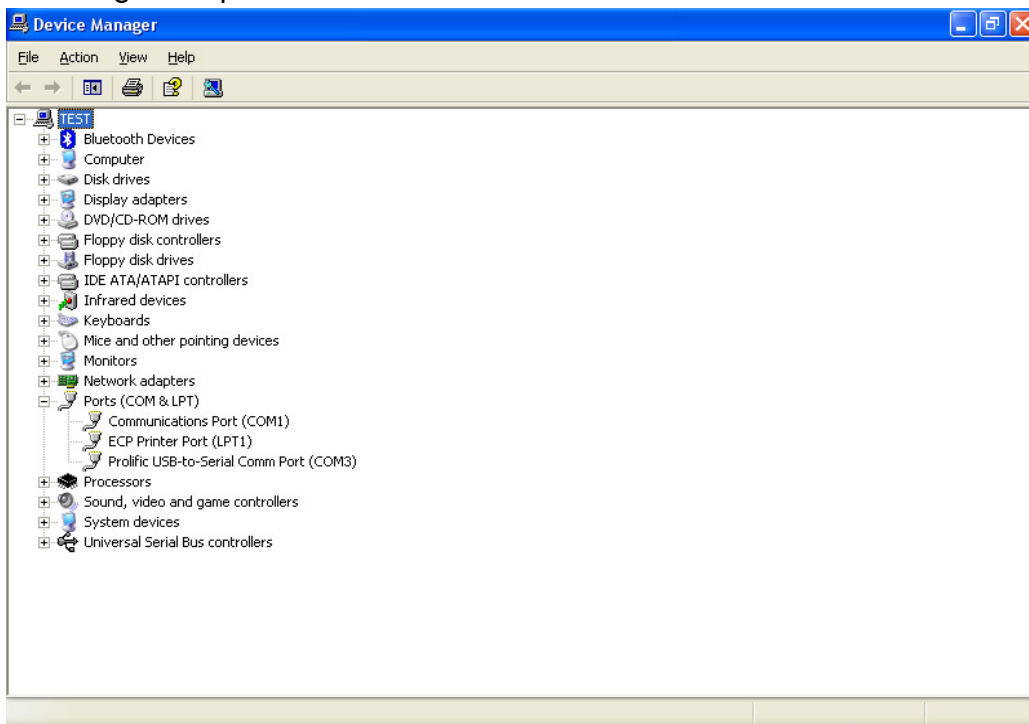 Device Manager
File Action View Help
TEST
Bluetooth Devices
Computer
Disk drives
Display adapters
DVD/CD-ROM drives
Floppy disk controllers
Floppy disk drives
IDE ATA/ATAPI controllers
Infrared devices
Keyboards
Mice and other pointing devices
Monitors
Network adapters
Ports (COM & LPT)
Communications Port (COM1)
ECP Printer Port (LPT1)
Prolific USB-to-Serial Comm Port (COM3)
Processors
Sound, video and game controllers
System devices
Universal Serial Bus controllers